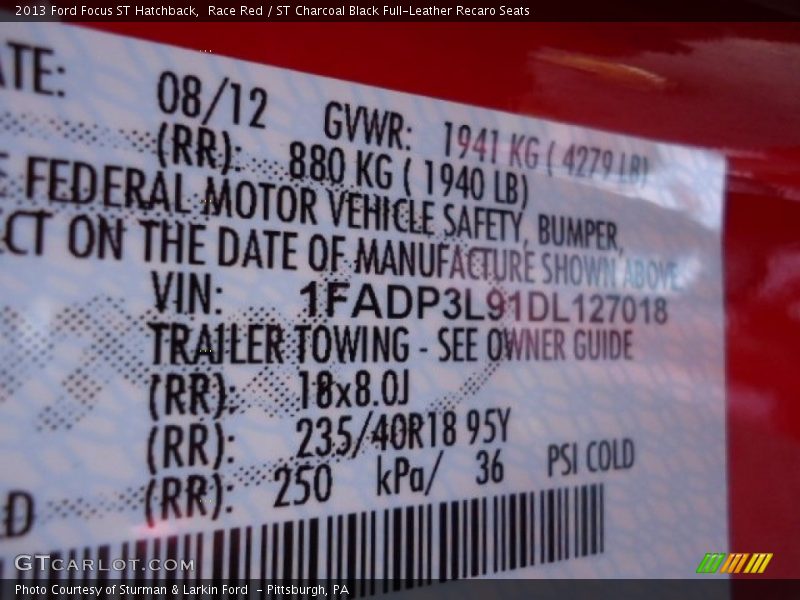 2013 Ford Focus ST Hatchback,  Race Red / ST Charcoal Black Full-Leather Recaro Seats
ATE: 08/12 GVWR: 1941 KG ( 4279 LB)
(RR): 880 KG ( 1940 LB)
FEDERAL MOTOR VEHICLE SAFETY, BUMPER,
ECT ON THE DATE OF MANUFACTURE SHOWN ABOVE.
VIN: 1FADP3L91DL127018
TRAILER TOWING - SEE OWNER GUIDE
(RR): 18x8.0J
(RR): 235/40R18 95Y
(RR): 250 kPa/ 36 PSI COLD
LD
GTCARLOT.COM
Photo Courtesy of Sturman & Larkin Ford  - Pittsburgh, PA